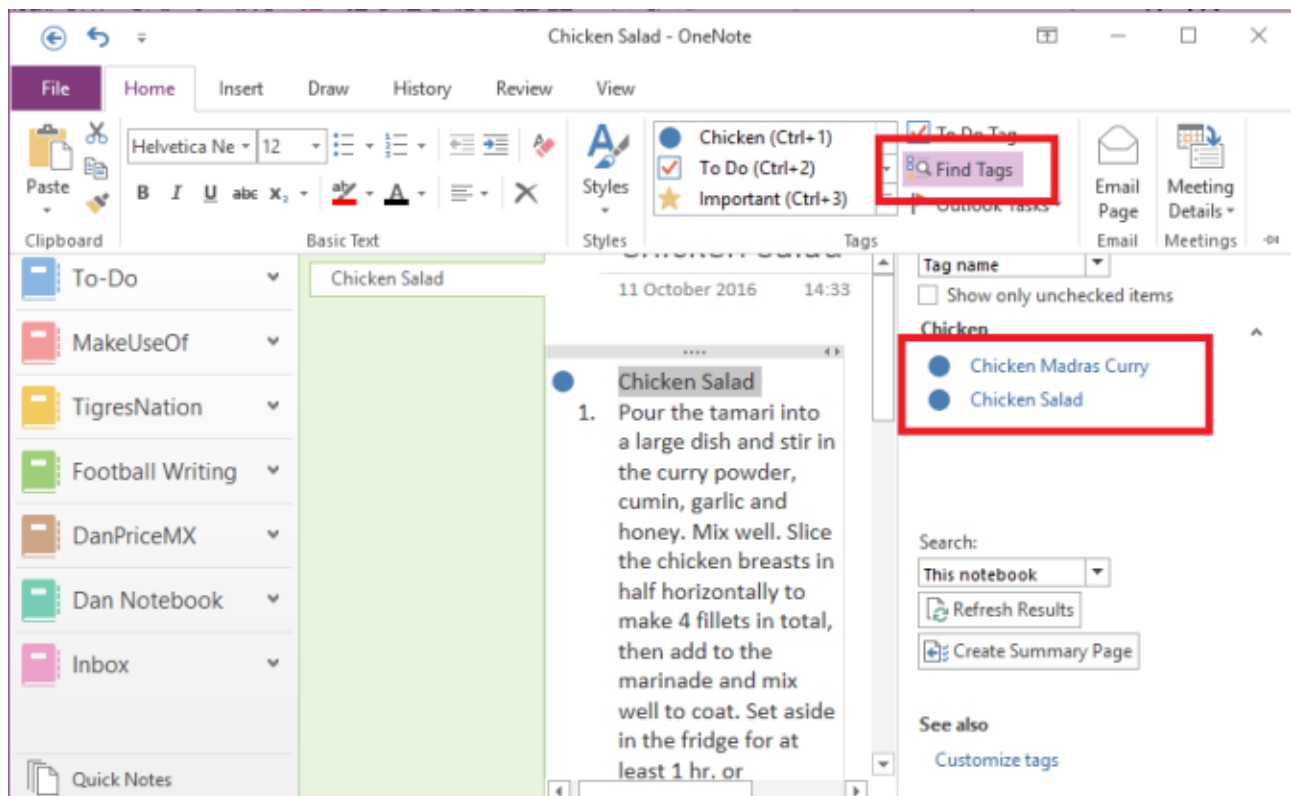 Chicken Salad - OneNote
File Home Insert Draw History Review View
Paste
Clipboard
Helvetica Ne 12
B I U abc X₂ aby A
Basic Text
Styles
Styles
Chicken (Ctrl+1)
To Do (Ctrl+2)
Important (Ctrl+3)
To Do Tag
Find Tags
Outlook Tasks
Tags
Email
Page
Email
Meeting
Details
Meetings
To-Do
MakeUseOf
TigresNation
Football Writing
DanPriceMX
Dan Notebook
Inbox
Quick Notes
Chicken Salad
Chicken Salad
11 October 2016 14:33
Chicken Salad
1. Pour the tamari into
a large dish and stir in
the curry powder,
cumin, garlic and
honey. Mix well. Slice
the chicken breasts in
half horizontally to
make 4 fillets in total,
then add to the
marinade and mix
well to coat. Set aside
in the fridge for at
least 1 hr. or
Tag name
Show only unchecked items
Chicken
Chicken Madras Curry
Chicken Salad
Search:
This notebook
Refresh Results
Create Summary Page
See also
Customize tags